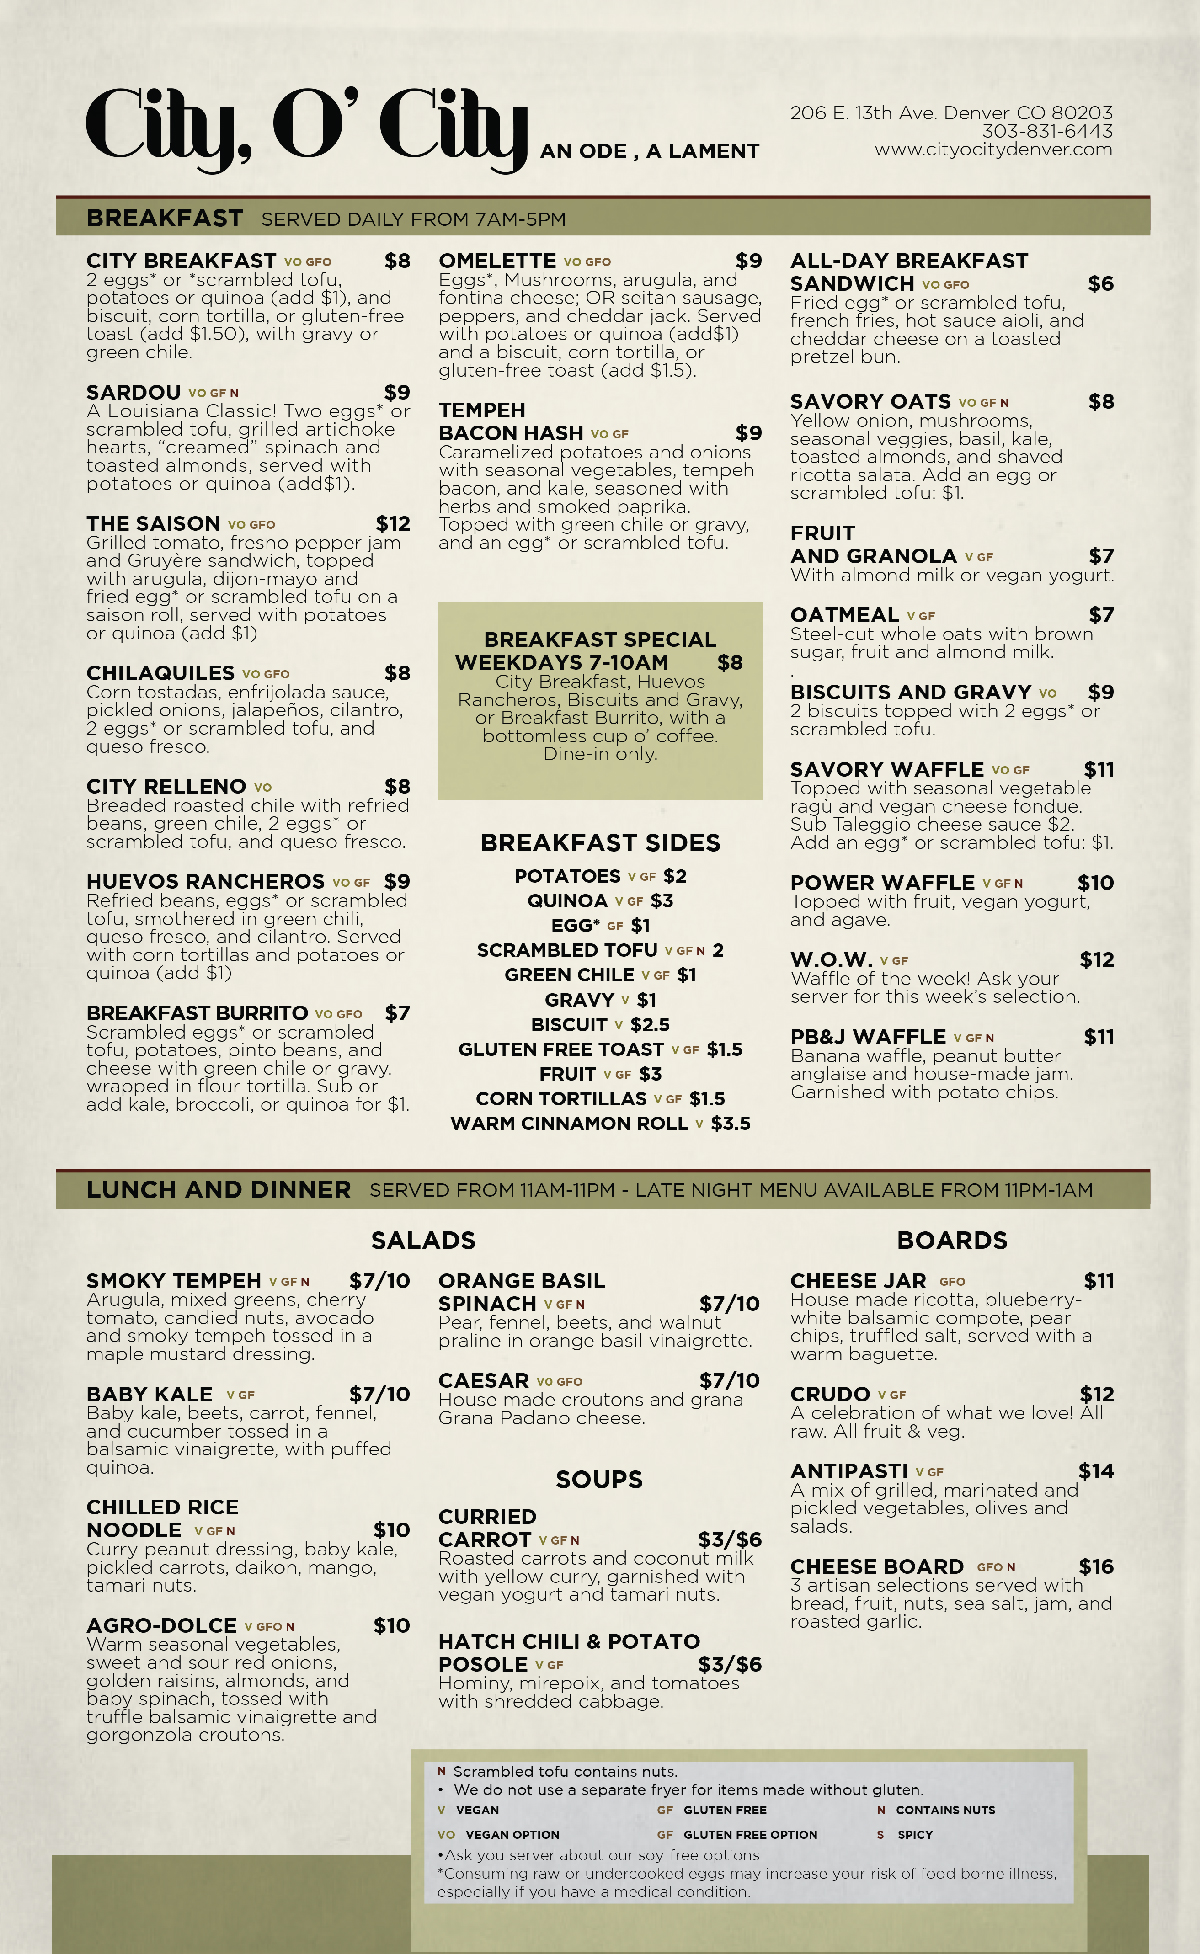 City, O' City AN ODE , A LAMENT
206 E. 13th Ave. Denver CO 80203
303-831-6443
www.cityocitydenver.com
BREAKFAST SERVED DAILY FROM 7AM-5PM
CITY BREAKFAST VO GFO $8
2 eggs* or *scrambled tofu,
potatoes or quinoa (add $1), and
biscuit, corn tortilla, or gluten-free
toast (add $1.50), with gravy or
green chile.
SARDOU VO GF N $9
A Louisiana Classic! Two eggs* or
scrambled tofu, grilled artichoke
hearts, “creamed” spinach and
toasted almonds, served with
potatoes or quinoa (add$1).
THE SAISON VO GFO $12
Grilled tomato, fresno pepper jam
and Gruyère sandwich, topped
with arugula, dijon-mayo and
fried egg* or scrambled tofu on a
saison roll, served with potatoes
or quinoa (add $1)
CHILAQUILES VO GFO $8
Corn tostadas, enfrijolada sauce,
pickled onions, jalapeños, cilantro,
2 eggs* or scrambled tofu, and
queso fresco.
CITY RELLENO VO $8
Breaded roasted chile with refried
beans, green chile, 2 eggs* or
scrambled tofu, and queso fresco.
HUEVOS RANCHEROS VO GF $9
Refried beans, eggs* or scrambled
tofu, smothered in green chili,
queso fresco, and cilantro. Served
with corn tortillas and potatoes or
quinoa (add $1)
BREAKFAST BURRITO VO GFO $7
Scrambled eggs* or scrambled
tofu, potatoes, pinto beans, and
cheese with green chile or gravy.
wrapped in flour tortilla. Sub or
add kale, broccoli, or quinoa for $1.
OMELETTE VO GFO $9
Eggs*, Mushrooms, arugula, and
fontina cheese; OR seitan sausage,
peppers, and cheddar jack. Served
with potatoes or quinoa (add$1)
and a biscuit, corn tortilla, or
gluten-free toast (add $1.5).
TEMPEH
BACON HASH VO GF $9
Caramelized potatoes and onions
with seasonal vegetables, tempeh
bacon, and kale, seasoned with
herbs and smoked paprika.
Topped with green chile or gravy,
and an egg* or scrambled tofu.
BREAKFAST SPECIAL
WEEKDAYS 7-10AM $8
City Breakfast, Huevos
Rancheros, Biscuits and Gravy,
or Breakfast Burrito, with a
bottomless cup o' coffee.
Dine-in only.
BREAKFAST SIDES
POTATOES V GF $2
QUINOA V GF $3
EGG* GF $1
SCRAMBLED TOFU V GF N 2
GREEN CHILE V GF $1
GRAVY V $1
BISCUIT V $2.5
GLUTEN FREE TOAST V GF $1.5
FRUIT V GF $3
CORN TORTILLAS V GF $1.5
WARM CINNAMON ROLL V $3.5
ALL-DAY BREAKFAST
SANDWICH VO GFO $6
Fried egg* or scrambled tofu,
french fries, hot sauce aioli, and
cheddar cheese on a toasted
pretzel bun.
SAVORY OATS VO GF N $8
Yellow onion, mushrooms,
seasonal veggies, basil, kale,
toasted almonds, and shaved
ricotta salata. Add an egg or
scrambled tofu: $1.
FRUIT
AND GRANOLA V GF $7
With almond milk or vegan yogurt.
OATMEAL V GF $7
Steel-cut whole oats with brown
sugar, fruit and almond milk.
.
BISCUITS AND GRAVY VO $9
2 biscuits topped with 2 eggs* or
scrambled tofu.
SAVORY WAFFLE VO GF $11
Topped with seasonal vegetable
ragù and vegan cheese fondue.
Sub Taleggio cheese sauce $2.
Add an egg* or scrambled tofu: $1.
POWER WAFFLE V GF N $10
Topped with fruit, vegan yogurt,
and agave.
W.O.W. V GF $12
Waffle of the week! Ask your
server for this week's selection.
PB&J WAFFLE V GF N $11
Banana waffle, peanut butter
anglaise and house-made jam.
Garnished with potato chips.
LUNCH AND DINNER SERVED FROM 11AM-11PM - LATE NIGHT MENU AVAILABLE FROM 11PM-1AM
SALADS
SMOKY TEMPEH V GF N $7/10
Arugula, mixed greens, cherry
tomato, candied nuts, avocado
and smoky tempeh tossed in a
maple mustard dressing.
BABY KALE V GF $7/10
Baby kale, beets, carrot, fennel,
and cucumber tossed in a
balsamic vinaigrette, with puffed
quinoa.
CHILLED RICE
NOODLE V GF N $10
Curry peanut dressing, baby kale,
pickled carrots, daikon, mango,
tamari nuts.
AGRO-DOLCE V GFO N $10
Warm seasonal vegetables,
sweet and sour red onions,
golden raisins, almonds, and
baby spinach, tossed with
truffle balsamic vinaigrette and
gorgonzola croutons.
ORANGE BASIL
SPINACH V GF N $7/10
Pear, fennel, beets, and walnut
praline in orange basil vinaigrette.
CAESAR VO GFO $7/10
House made croutons and grana
Grana Padano cheese.
SOUPS
CURRIED
CARROT V GF N $3/$6
Roasted carrots and coconut milk
with yellow curry, garnished with
vegan yogurt and tamari nuts.
HATCH CHILI & POTATO
POSOLE V GF $3/$6
Hominy, mirepoix, and tomatoes
with shredded cabbage.
BOARDS
CHEESE JAR GFO $11
House made ricotta, blueberry-
white balsamic compote, pear
chips, truffled salt, served with a
warm baguette.
CRUDO V GF $12
A celebration of what we love! All
raw. All fruit & veg.
ANTIPASTI V GF $14
A mix of grilled, marinated and
pickled vegetables, olives and
salads.
CHEESE BOARD GFO N $16
3 artisan selections served with
bread, fruit, nuts, sea salt, jam, and
roasted garlic.
N Scrambled tofu contains nuts.
• We do not use a separate fryer for items made without gluten.
V VEGAN GF GLUTEN FREE N CONTAINS NUTS
VO VEGAN OPTION GF GLUTEN FREE OPTION S SPICY
•Ask you server about our soy free options
*Consuming raw or undercooked eggs may increase your risk of food borne illness,
especially if you have a medical condition.